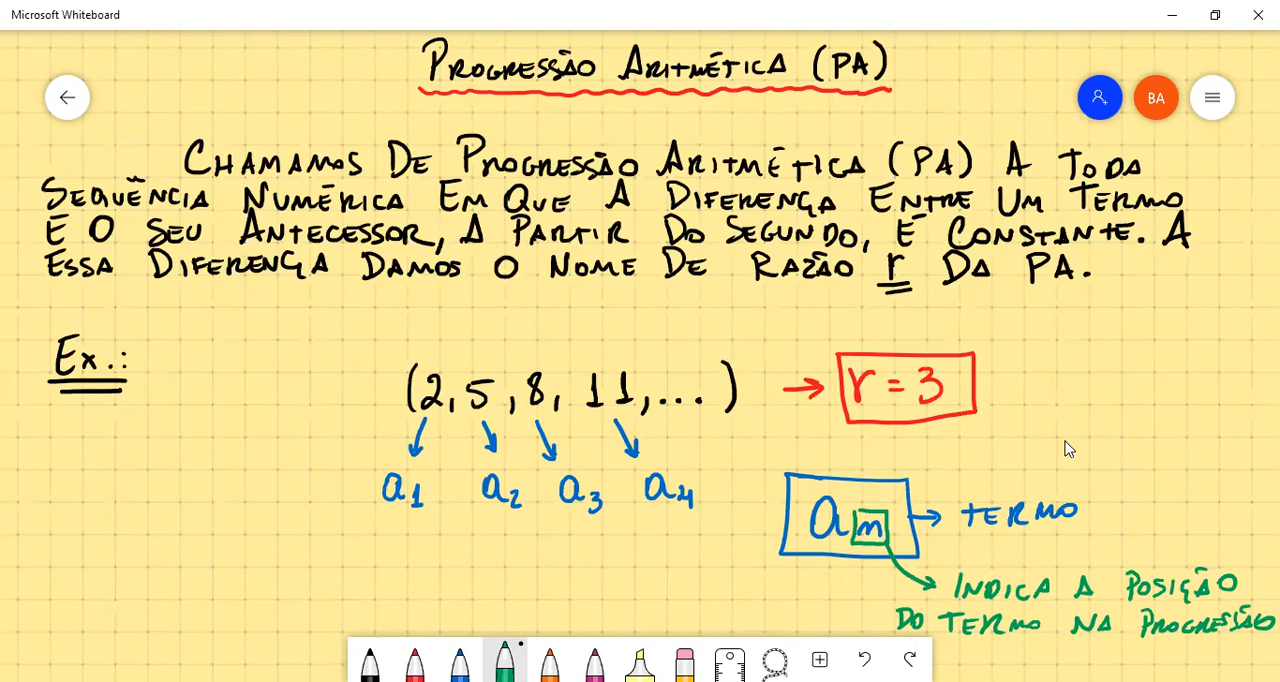 Microsoft Whiteboard
PROGRESSÃO ARITMÉTICA (PA)
BA
CHAMAMOS DE PROGRESSÃO ARITMÉTICA (PA) A TODA
SEQUÊNCIA NUMÉRICA EM QUE A DIFERENÇA ENTRE UM TERMO
E O SEU ANTECESSOR, A PARTIR DO SEGUNDO, É CONSTANTE. A
ESSA DIFERENÇA DAMOS O NOME DE RAZÃO r DA PA.
Ex.:
(2, 5, 8, 11, ...) → r = 3
a1 a2 a3 a4
an → TERMO
INDICA A POSIÇÃO
DO TERMO NA PROGRESSÃO